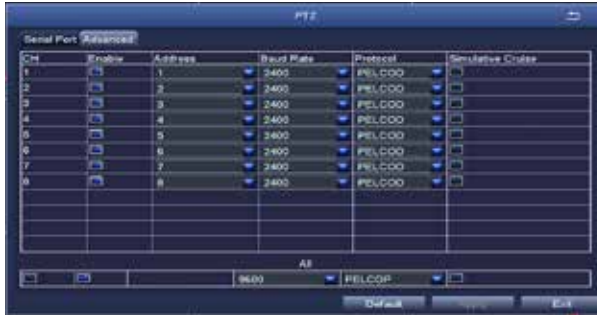 PTZ
Serial Port Advanced
CH Enable Address Baud Rate Protocol Simulative Cruise
1 1 2400 PELCOD
2 2 2400 PELCOD
3 3 2400 PELCOD
4 4 2400 PELCOD
5 5 2400 PELCOD
6 6 2400 PELCOD
7 7 2400 PELCOD
8 8 2400 PELCOD
All
9600 PELCOP
Default Exit